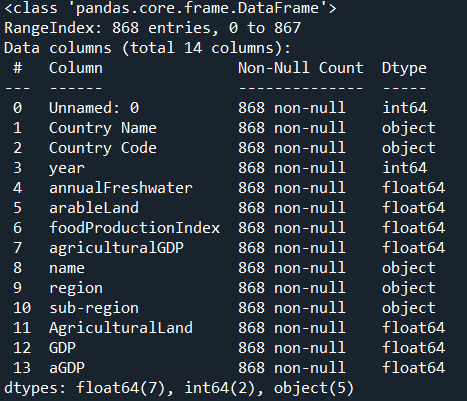 <class 'pandas.core.frame.DataFrame'>
RangeIndex: 868 entries, 0 to 867
Data columns (total 14 columns):
 #   Column               Non-Null Count  Dtype
---  ------               --------------  -----
 0   Unnamed: 0           868 non-null    int64
 1   Country Name         868 non-null    object
 2   Country Code         868 non-null    object
 3   year                 868 non-null    int64
 4   annualFreshwater     868 non-null    float64
 5   arableLand           868 non-null    float64
 6   foodProductionIndex  868 non-null    float64
 7   agriculturalGDP      868 non-null    float64
 8   name                 868 non-null    object
 9   region               868 non-null    object
 10  sub-region           868 non-null    object
 11  AgriculturalLand     868 non-null    float64
 12  GDP                  868 non-null    float64
 13  aGDP                 868 non-null    float64
dtypes: float64(7), int64(2), object(5)